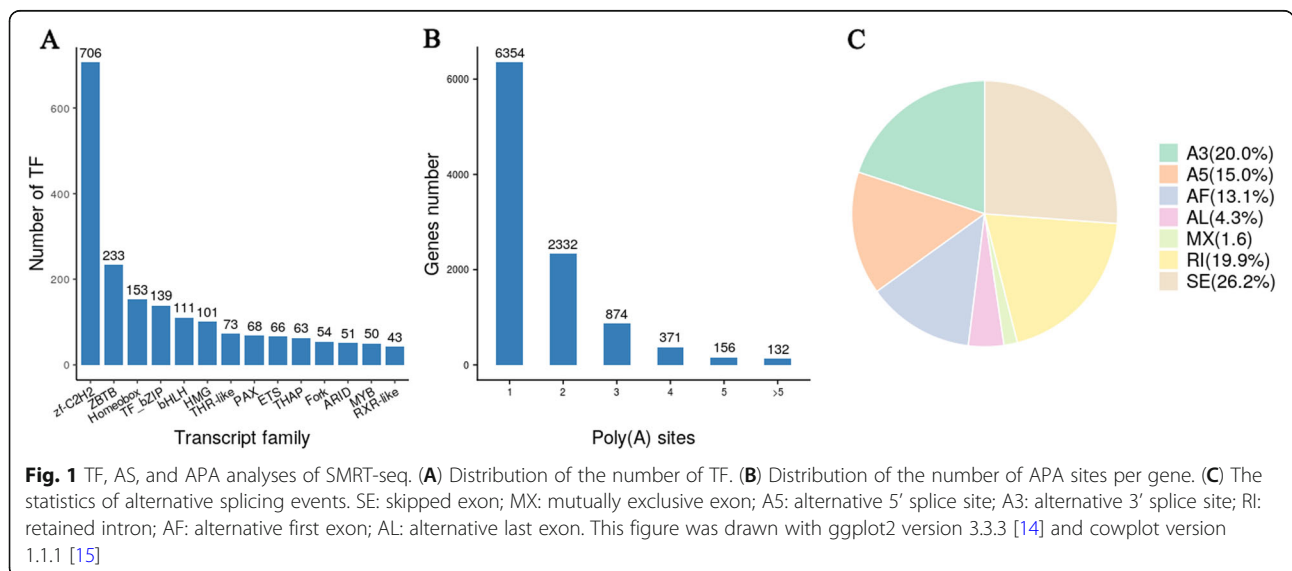 A
706
233
153
139
111
101
73
68
66
63
54
51
50
43
600
400
200
0
Number of TF
zf-C2H2
ZBTB
Homeobox
TF_bZIP
bHLH
HMG
THR-like
PAX
ETS
THAP
Fork
ARID
MYB
RXR-like
Transcript family
B
6354
2332
874
371
156
132
6000
4000
2000
0
Genes number
1
2
3
4
5
>5
Poly(A) sites
C
A3(20.0%)
A5(15.0%)
AF(13.1%)
AL(4.3%)
MX(1.6)
RI(19.9%)
SE(26.2%)
Fig. 1 TF, AS, and APA analyses of SMRT-seq. (A) Distribution of the number of TF. (B) Distribution of the number of APA sites per gene. (C) The
statistics of alternative splicing events. SE: skipped exon; MX: mutually exclusive exon; A5: alternative 5′ splice site; A3: alternative 3′ splice site; RI:
retained intron; AF: alternative first exon; AL: alternative last exon. This figure was drawn with ggplot2 version 3.3.3 [14] and cowplot version
1.1.1 [15]